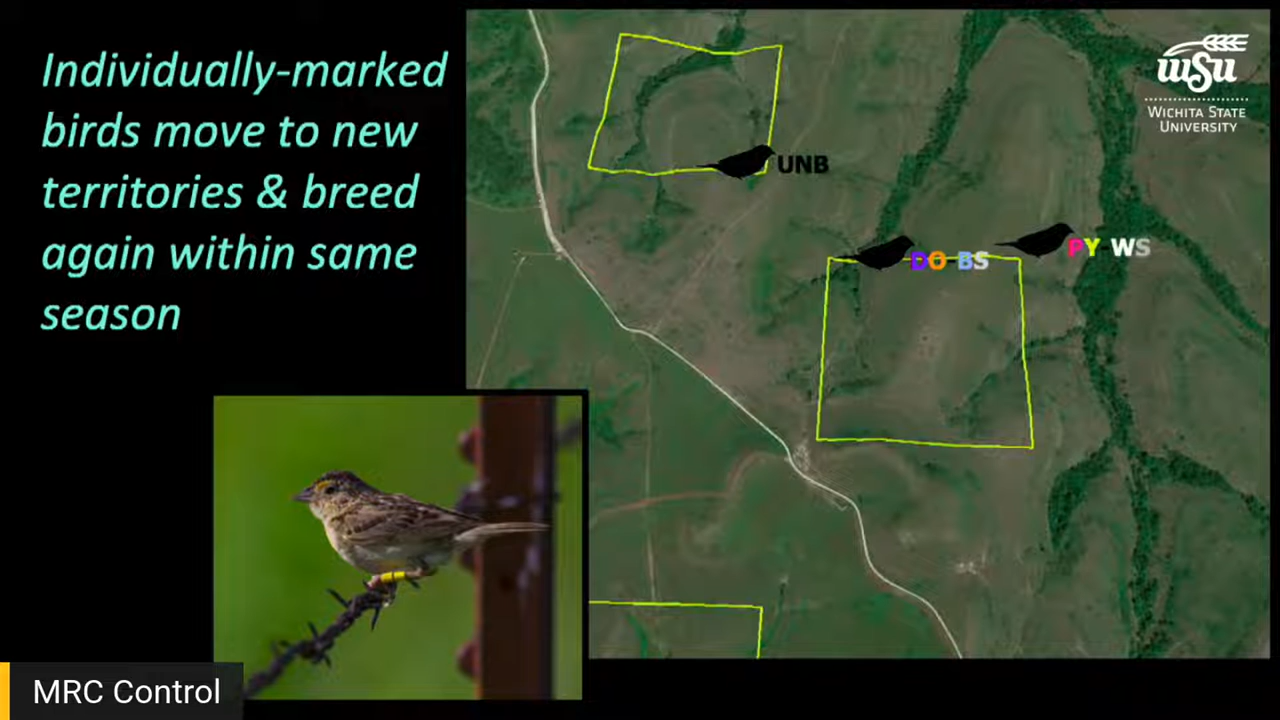 Individually-marked
birds move to new
territories & breed
again within same
season
wsu
WICHITA STATE
UNIVERSITY
UNB
DO BS
PY WS
MRC Control